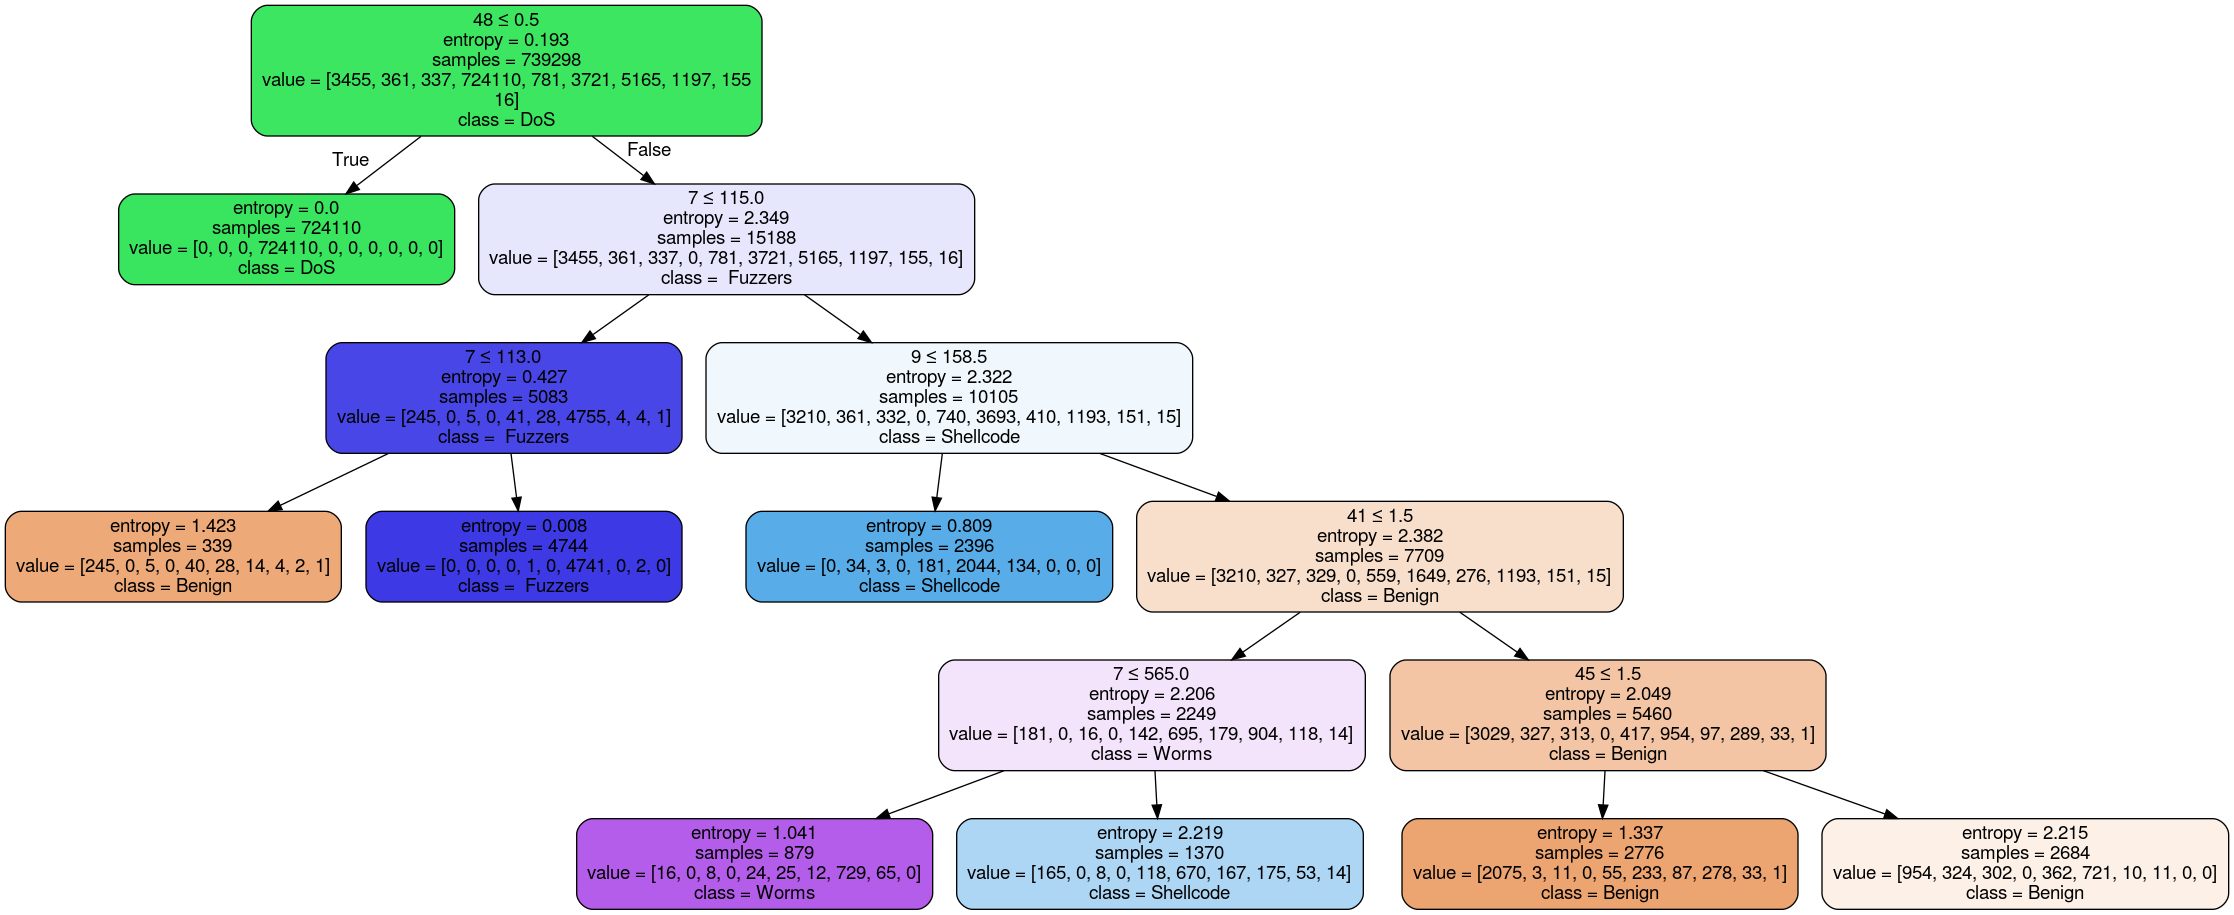 48 ≤ 0.5
entropy = 0.193
samples = 739298
value = [3455, 361, 337, 724110, 781, 3721, 5165, 1197, 155
16]
class = DoS
True
False
entropy = 0.0
samples = 724110
value = [0, 0, 0, 724110, 0, 0, 0, 0, 0, 0]
class = DoS
7 ≤ 115.0
entropy = 2.349
samples = 15188
value = [3455, 361, 337, 0, 781, 3721, 5165, 1197, 155, 16]
class =  Fuzzers
7 ≤ 113.0
entropy = 0.427
samples = 5083
value = [245, 0, 5, 0, 41, 28, 4755, 4, 4, 1]
class =  Fuzzers
9 ≤ 158.5
entropy = 2.322
samples = 10105
value = [3210, 361, 332, 0, 740, 3693, 410, 1193, 151, 15]
class = Shellcode
entropy = 1.423
samples = 339
value = [245, 0, 5, 0, 40, 28, 14, 4, 2, 1]
class = Benign
entropy = 0.008
samples = 4744
value = [0, 0, 0, 0, 1, 0, 4741, 0, 2, 0]
class =  Fuzzers
entropy = 0.809
samples = 2396
value = [0, 34, 3, 0, 181, 2044, 134, 0, 0, 0]
class = Shellcode
41 ≤ 1.5
entropy = 2.382
samples = 7709
value = [3210, 327, 329, 0, 559, 1649, 276, 1193, 151, 15]
class = Benign
7 ≤ 565.0
entropy = 2.206
samples = 2249
value = [181, 0, 16, 0, 142, 695, 179, 904, 118, 14]
class = Worms
45 ≤ 1.5
entropy = 2.049
samples = 5460
value = [3029, 327, 313, 0, 417, 954, 97, 289, 33, 1]
class = Benign
entropy = 1.041
samples = 879
value = [16, 0, 8, 0, 24, 25, 12, 729, 65, 0]
class = Worms
entropy = 2.219
samples = 1370
value = [165, 0, 8, 0, 118, 670, 167, 175, 53, 14]
class = Shellcode
entropy = 1.337
samples = 2776
value = [2075, 3, 11, 0, 55, 233, 87, 278, 33, 1]
class = Benign
entropy = 2.215
samples = 2684
value = [954, 324, 302, 0, 362, 721, 10, 11, 0, 0]
class = Benign